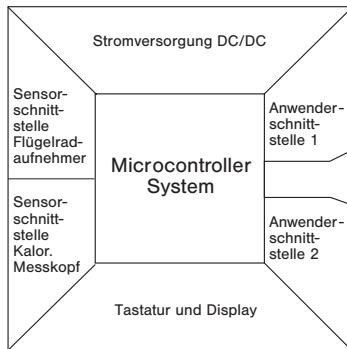 Stromversorgung DC/DC
Sensor-
schnitt-
stelle
Flügelrad-
aufnehmer
Anwender-
schnitt-
stelle 1
Microcontroller
System
Sensor-
schnitt-
stelle
Kalor.
Messkopf
Anwender-
schnitt-
stelle 2
Tastatur und Display